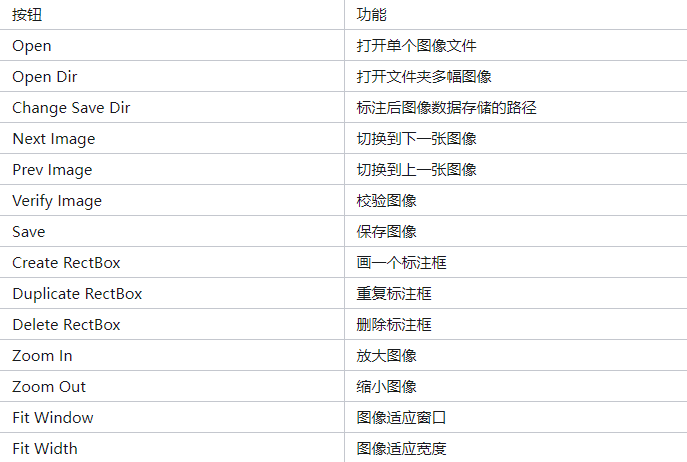 按钮 功能
Open 打开单个图像文件
Open Dir 打开文件夹多幅图像
Change Save Dir 标注后图像数据存储的路径
Next Image 切换到下一张图像
Prev Image 切换到上一张图像
Verify Image 校验图像
Save 保存图像
Create RectBox 画一个标注框
Duplicate RectBox 重复标注框
Delete RectBox 删除标注框
Zoom In 放大图像
Zoom Out 缩小图像
Fit Window 图像适应窗口
Fit Width 图像适应宽度